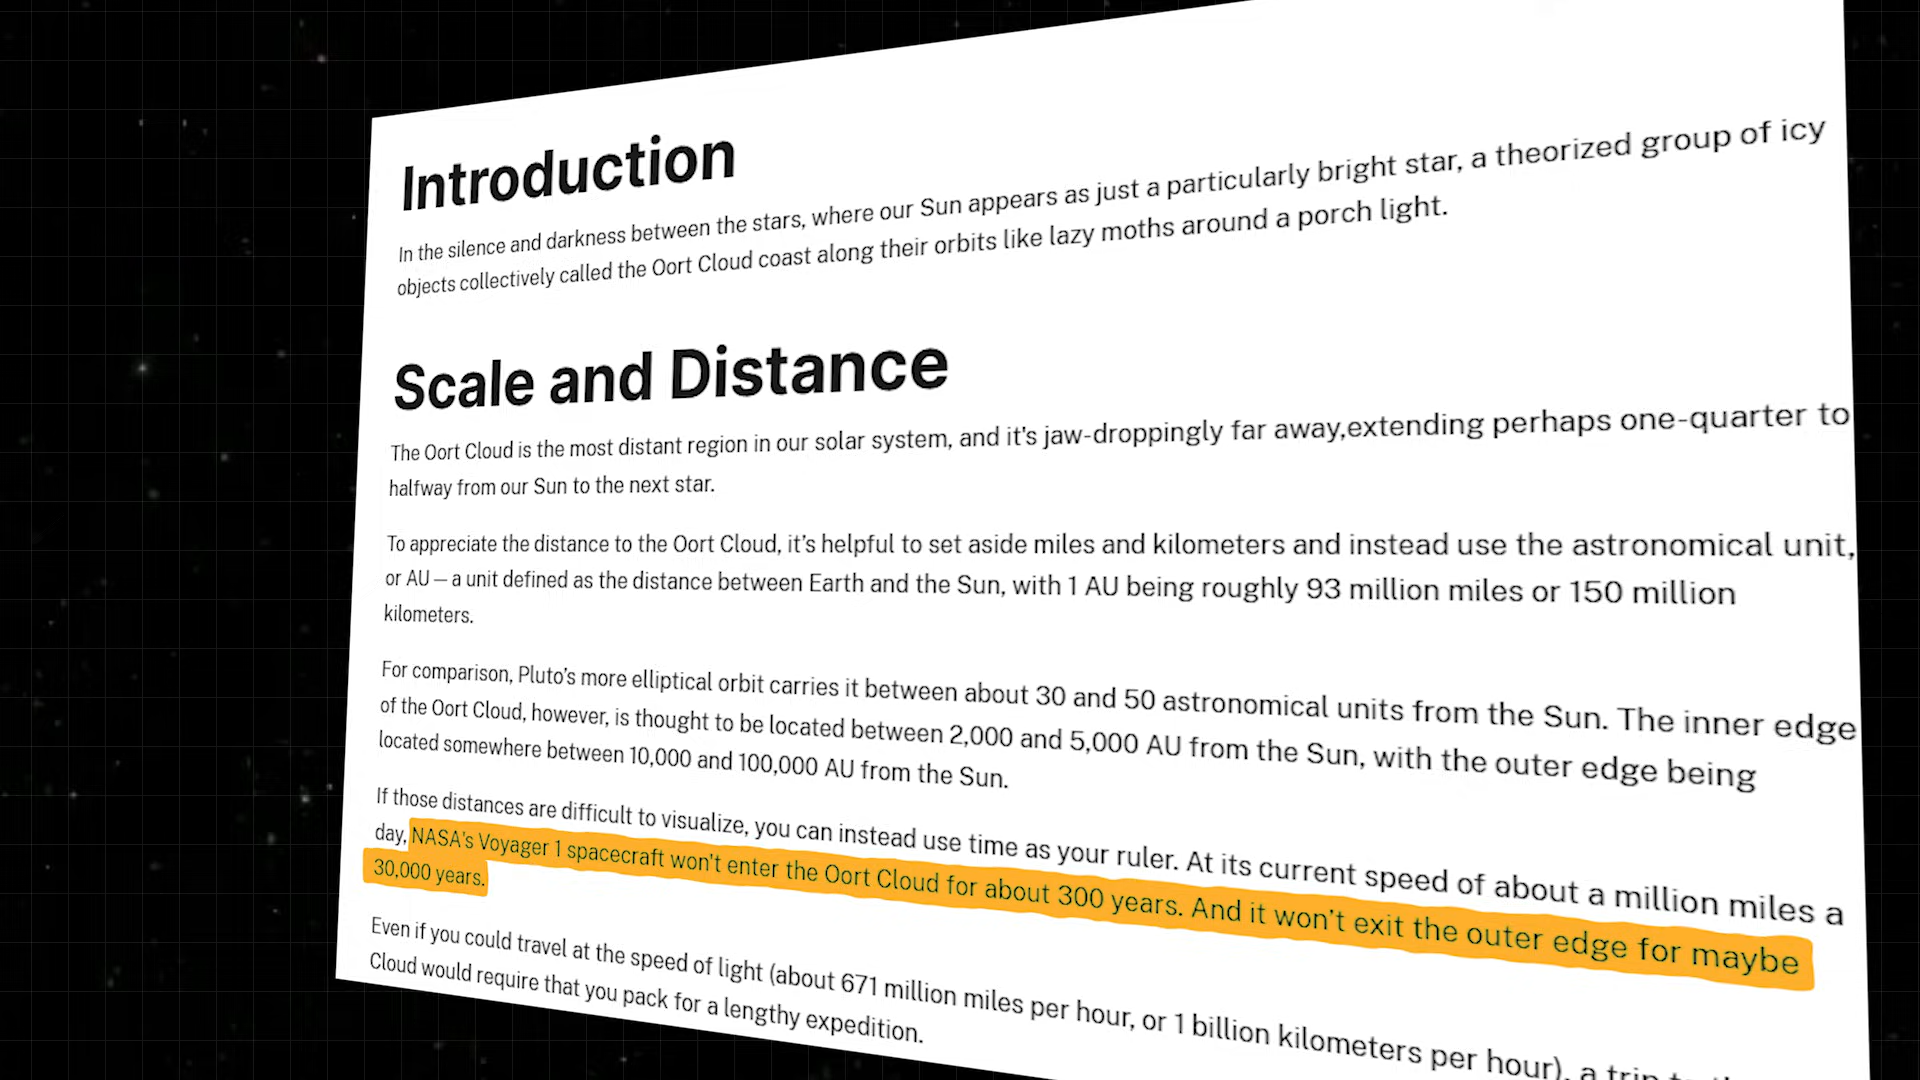 Introduction
In the silence and darkness between the stars, where our Sun appears as just a particularly bright star, a theorized group of icy
objects collectively called the Oort Cloud coast along their orbits like lazy moths around a porch light.
Scale and Distance
The Oort Cloud is the most distant region in our solar system, and it's jaw-droppingly far away,extending perhaps one-quarter to
halfway from our Sun to the next star.
To appreciate the distance to the Oort Cloud, it's helpful to set aside miles and kilometers and instead use the astronomical unit,
or AU – a unit defined as the distance between Earth and the Sun, with 1 AU being roughly 93 million miles or 150 million
kilometers.
For comparison, Pluto's more elliptical orbit carries it between about 30 and 50 astronomical units from the Sun. The inner edge
of the Oort Cloud, however, is thought to be located between 2,000 and 5,000 AU from the Sun, with the outer edge being
located somewhere between 10,000 and 100,000 AU from the Sun.
If those distances are difficult to visualize, you can instead use time as your ruler. At its current speed of about a million miles a
day, NASA's Voyager 1 spacecraft won't enter the Oort Cloud for about 300 years. And it won't exit the outer edge for maybe
30,000 years.
Even if you could travel at the speed of light (about 671 million miles per hour, or 1 billion kilometers per hour), a trip
Cloud would require that you pack for a lengthy expedition.